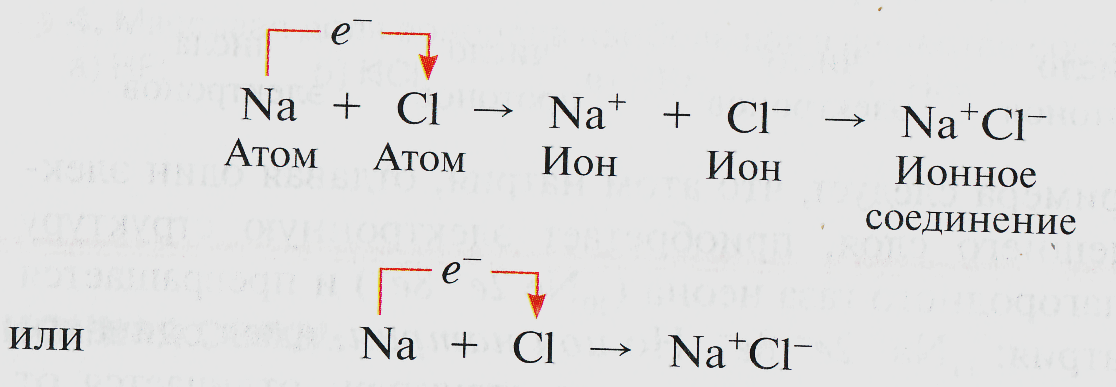 e⁻
Na + Cl → Na⁺ + Cl⁻ → Na⁺Cl⁻
Атом Атом Ион Ион Ионное
соединение
e⁻
или Na + Cl → Na⁺Cl⁻